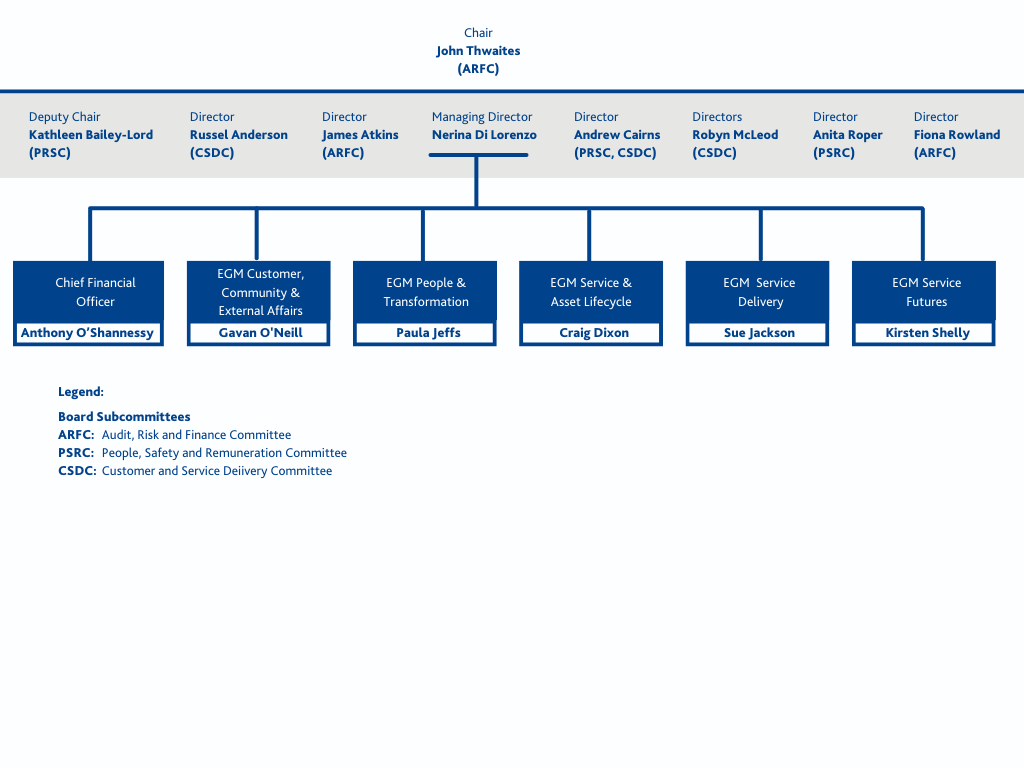 Chair
John Thwaites
(ARFC)
Deputy Chair
Kathleen Bailey-Lord
(PRSC)
Director
Russel Anderson
(CSDC)
Director
James Atkins
(ARFC)
Managing Director
Nerina Di Lorenzo
Director
Andrew Cairns
(PRSC, CSDC)
Directors
Robyn McLeod
(CSDC)
Director
Anita Roper
(PSRC)
Director
Fiona Rowland
(ARFC)
Chief Financial
Officer
Anthony O’Shannessy
EGM Customer,
Community &
External Affairs
Gavan O'Neill
EGM People &
Transformation
Paula Jeffs
EGM Service &
Asset Lifecycle
Craig Dixon
EGM Service
Delivery
Sue Jackson
EGM Service
Futures
Kirsten Shelly
Legend:
Board Subcommittees
ARFC: Audit, Risk and Finance Committee
PSRC: People, Safety and Remuneration Committee
CSDC: Customer and Service Deiivery Committee